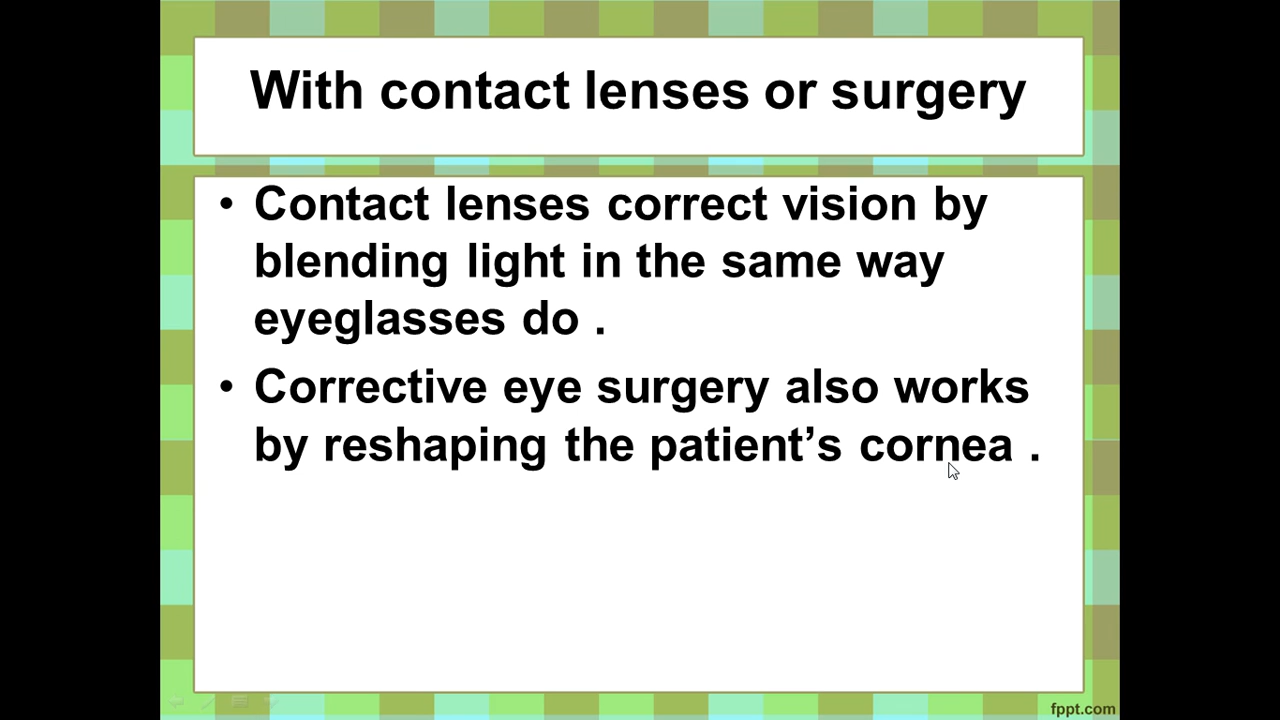 With contact lenses or surgery
• Contact lenses correct vision by
blending light in the same way
eyeglasses do .
• Corrective eye surgery also works
by reshaping the patient’s cornea .
fppt.com